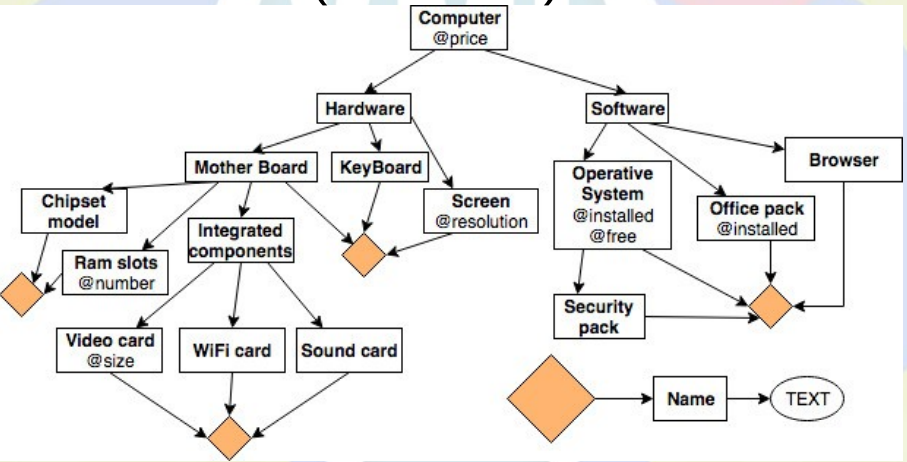 Computer
@price
Hardware
Software
Mother Board
KeyBoard
Browser
Chipset
model
Screen
@resolution
Operative
System
@installed
@free
Office pack
@installed
Integrated
components
Ram slots
@number
Security
pack
Video card
@size
WiFi card
Sound card
Name
TEXT